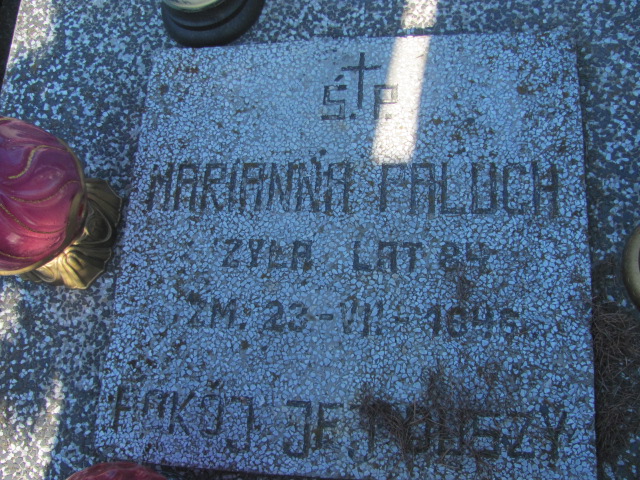 Ś.†P.
MARIANNA PALUCH
ŻYŁA LAT 84
ZM. 23-VII-1946.
POKÓJ JEJ DUSZY